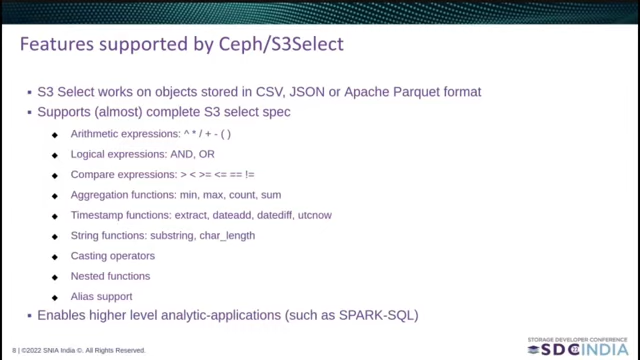 Features supported by Ceph/S3Select
▪ S3 Select works on objects stored in CSV, JSON or Apache Parquet format
▪ Supports (almost) complete S3 select spec
◆ Arithmetic expressions: ^ * / + - ( )
◆ Logical expressions: AND, OR
◆ Compare expressions: > < >= <= == !=
◆ Aggregation functions: min, max, count, sum
◆ Timestamp functions: extract, dateadd, datediff, utcnow
◆ String functions: substring, char_length
◆ Casting operators
◆ Nested functions
◆ Alias support
▪ Enables higher level analytic-applications (such as SPARK-SQL)
8 | ©2022 SNIA India ©. All Rights Reserved.
STORAGE DEVELOPER CONFERENCE
SDC INDIA